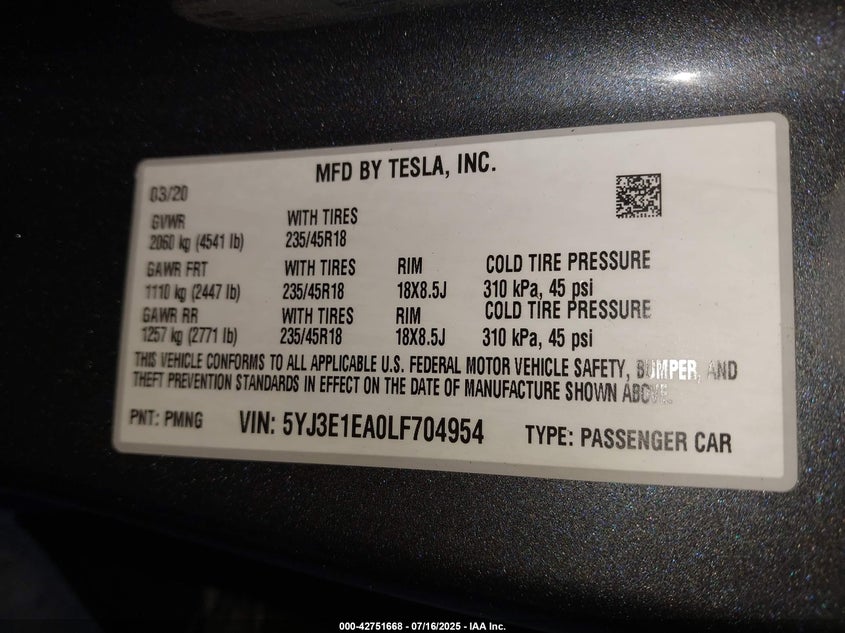 MFD BY TESLA, INC.
03/20
GVWR WITH TIRES
2060 kg (4541 lb) 235/45R18
GAWR FRT WITH TIRES RIM COLD TIRE PRESSURE
1110 kg (2447 lb) 235/45R18 18X8.5J 310 kPa, 45 psi
GAWR RR WITH TIRES RIM COLD TIRE PRESSURE
1257 kg (2771 lb) 235/45R18 18X8.5J 310 kPa, 45 psi
THIS VEHICLE CONFORMS TO ALL APPLICABLE U.S. FEDERAL MOTOR VEHICLE SAFETY, BUMPER, AND
THEFT PREVENTION STANDARDS IN EFFECT ON THE DATE OF MANUFACTURE SHOWN ABOVE.
PNT: PMNG VIN: 5YJ3E1EA0LF704954 TYPE: PASSENGER CAR
000-42751668 - 07/16/2025 - IAA Inc.